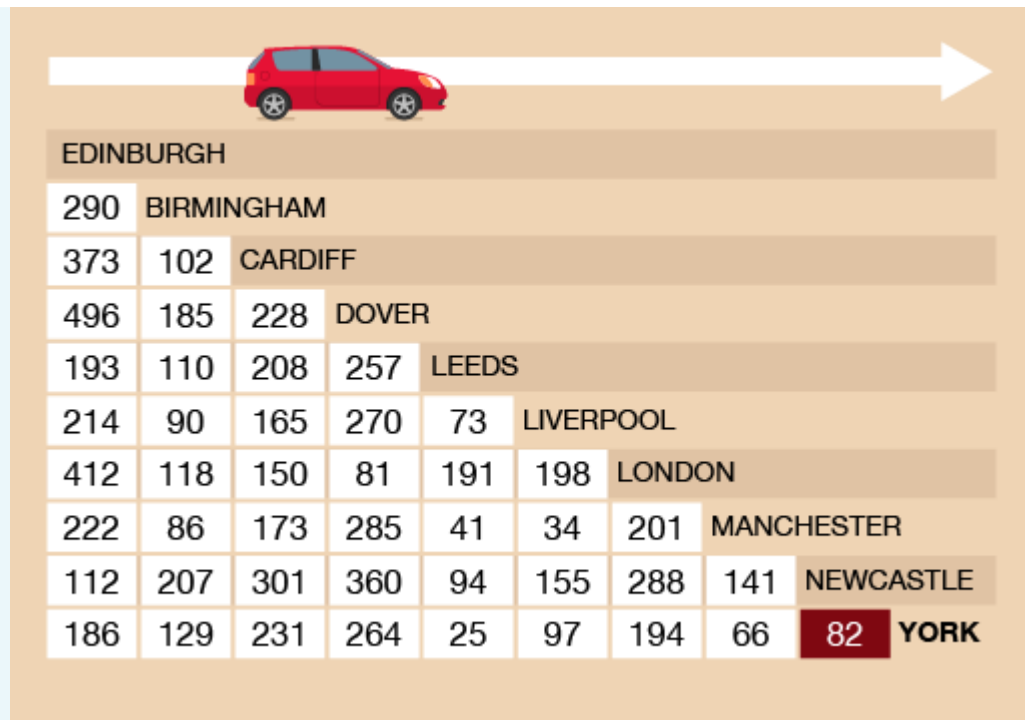 EDINBURGH
290 BIRMINGHAM
373 102 CARDIFF
496 185 228 DOVER
193 110 208 257 LEEDS
214 90 165 270 73 LIVERPOOL
412 118 150 81 191 198 LONDON
222 86 173 285 41 34 201 MANCHESTER
112 207 301 360 94 155 288 141 NEWCASTLE
186 129 231 264 25 97 194 66 82 YORK